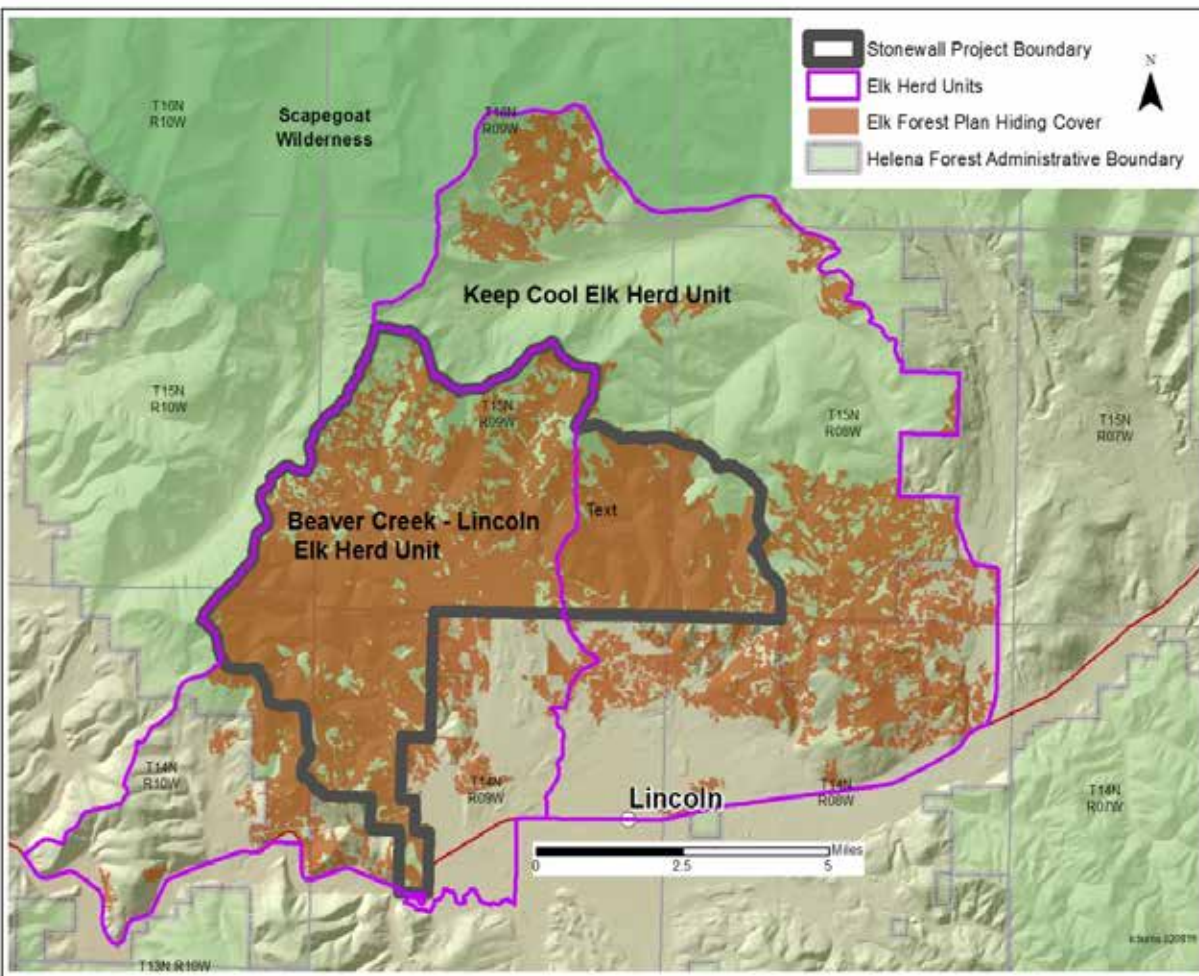 Stonewall Project Boundary
Elk Herd Units
Elk Forest Plan Hiding Cover
Helena Forest Administrative Boundary
N
T16N
R10W
Scapegoat
Wilderness
T16N
R09W
Keep Cool Elk Herd Unit
T15N
R10W
T15N
R09W
T15N
R08W
T15N
R07W
Beaver Creek - Lincoln
Elk Herd Unit
Text
T14N
R10W
T14N
R09W
Lincoln
T14N
R08W
T14N
R07W
Miles
0
2.5
5
T13N R10W